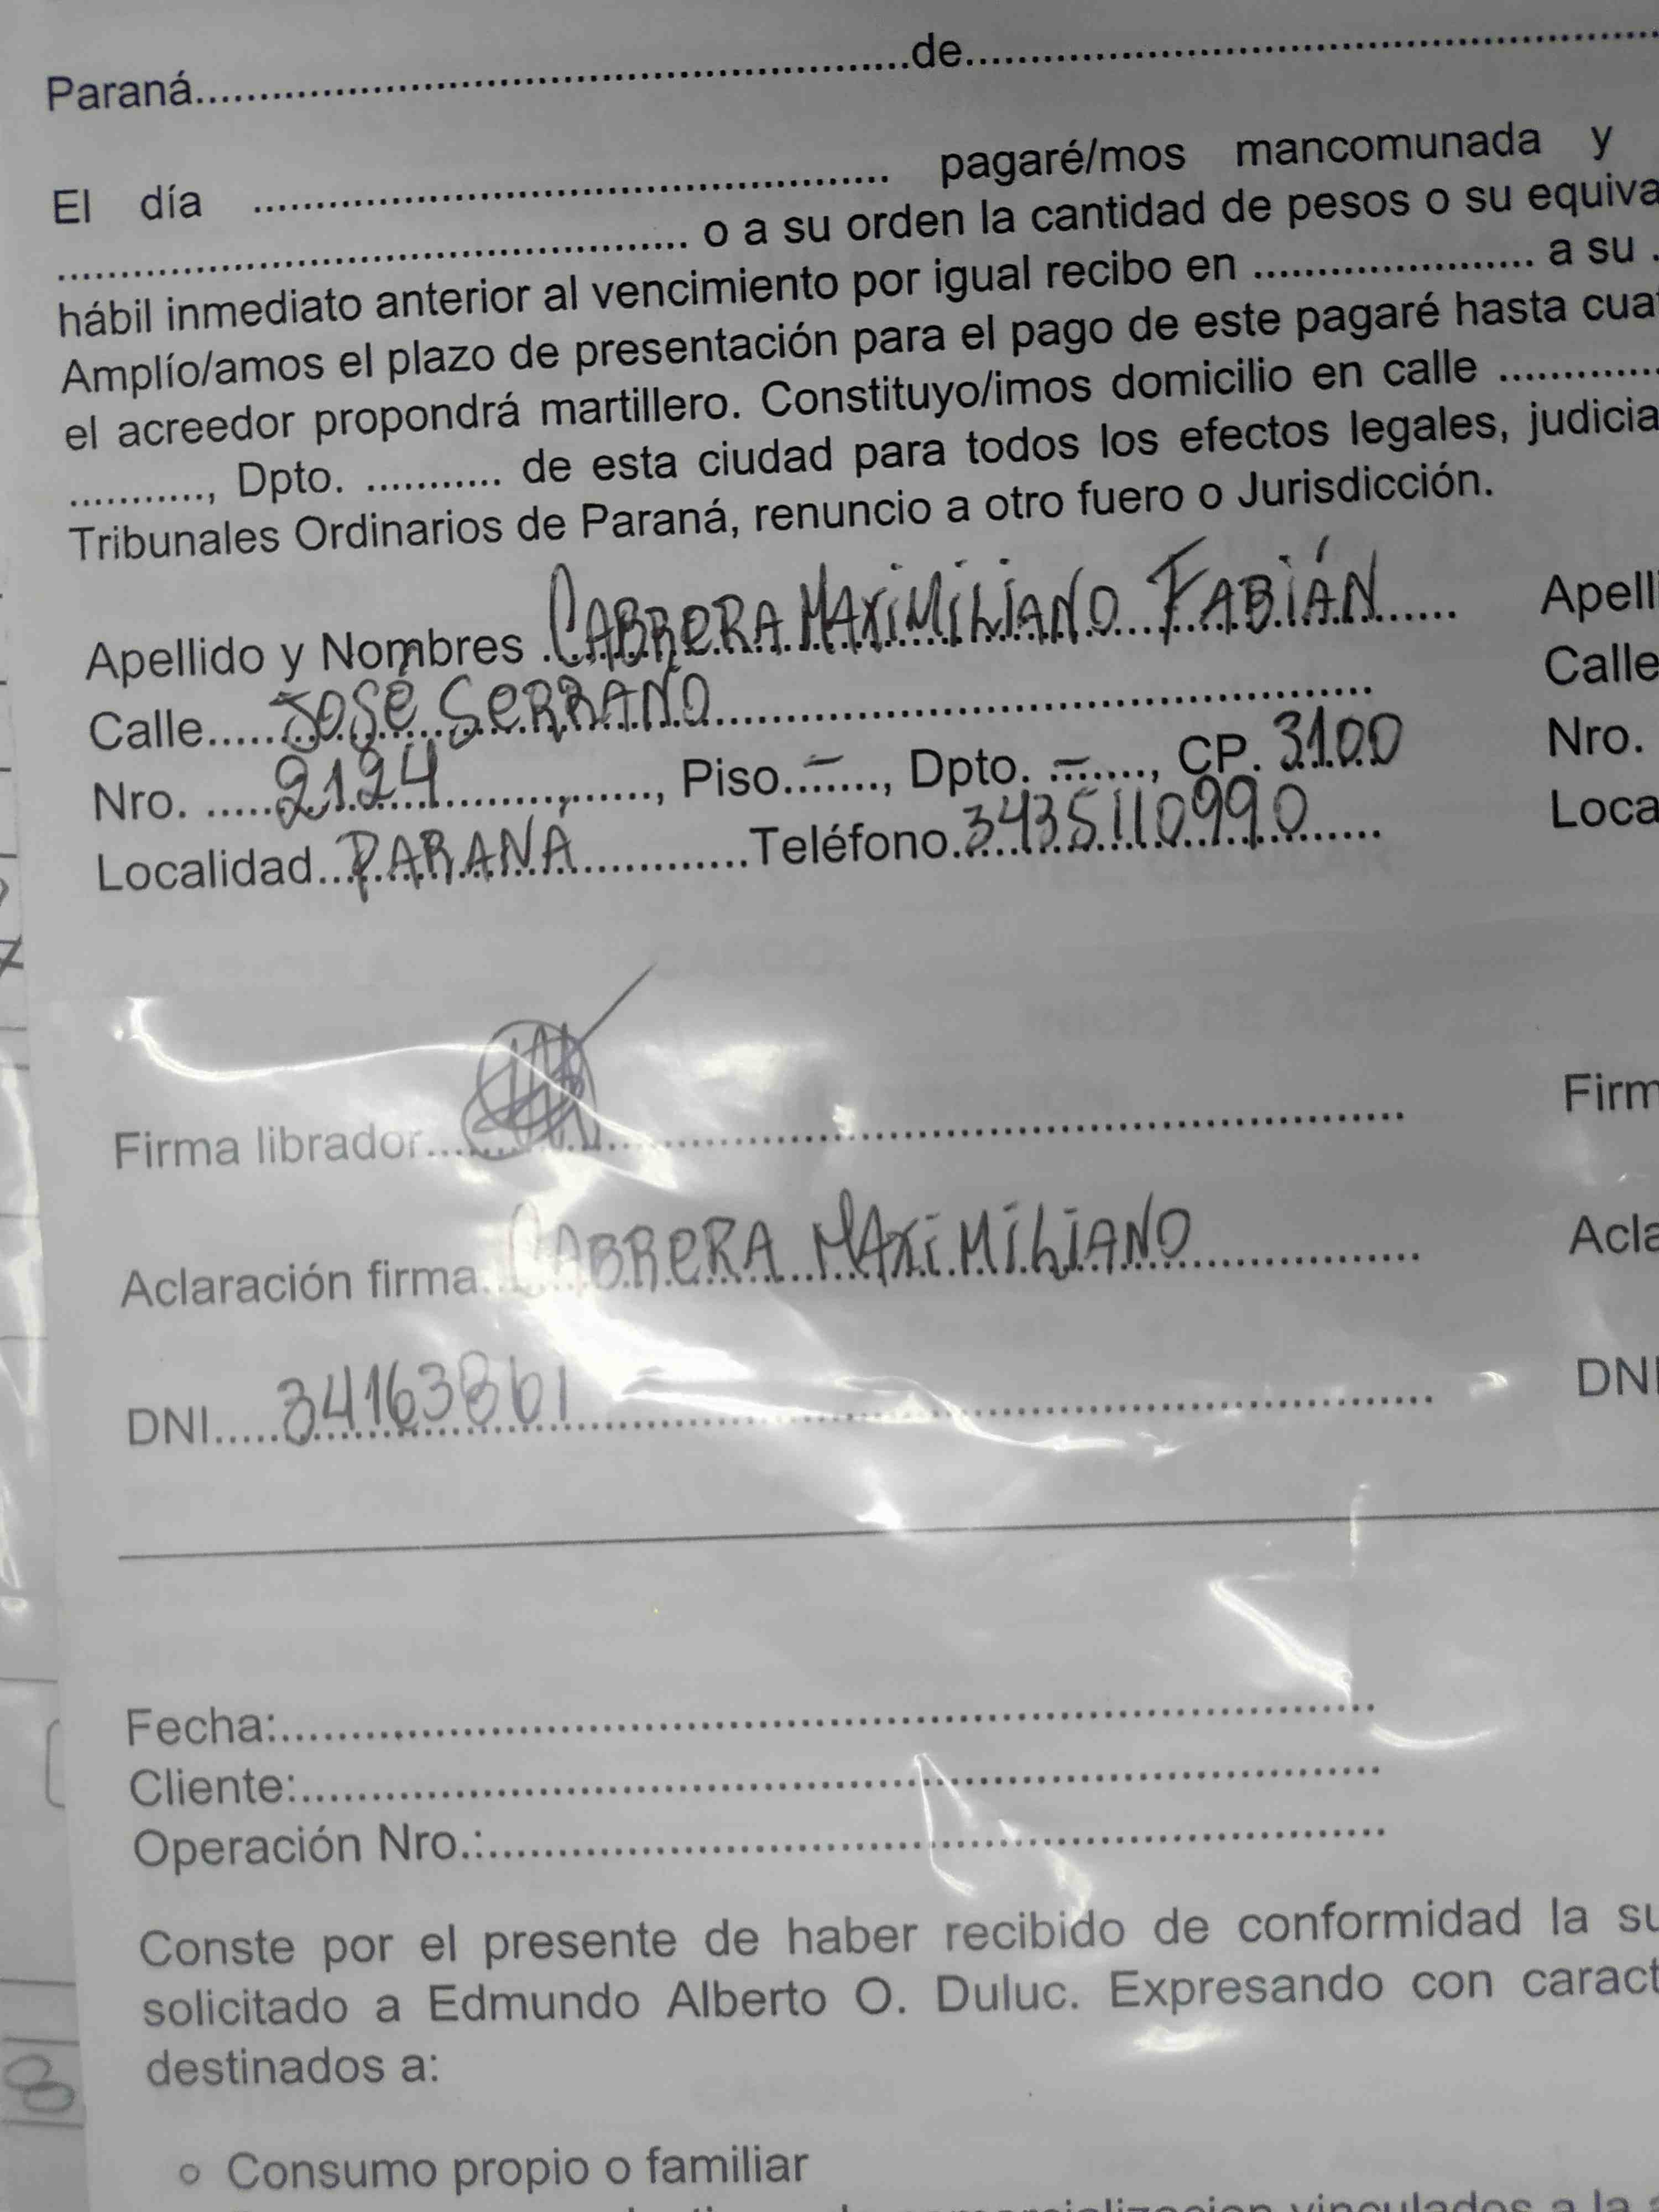 Paraná..........................................................de..........................................................
El día .................................................. pagaré/mos mancomunada y
.................................................. o a su orden la cantidad de pesos o su equiva
hábil inmediato anterior al vencimiento por igual recibo en ...................... a su .
Amplío/amos el plazo de presentación para el pago de este pagaré hasta cua
el acreedor propondrá martillero. Constituyo/imos domicilio en calle .............
..........., Dpto. ........... de esta ciudad para todos los efectos legales, judicia
Tribunales Ordinarios de Paraná, renuncio a otro fuero o Jurisdicción.
Apellido y Nombres CABRERA MAXIMILIANO FABIÁN Apelli
Calle JOSÉ SERRANO Calle
Nro. 2124, Piso - , Dpto. - , CP. 3100 Nro.
Localidad PARANÁ Teléfono 3435110990 Loca
Firma librador.................................................. Firm
Aclaración firma CABRERA MAXIMILIANO Acla
DNI 34163861 DNI
Fecha:..................................................
Cliente:..................................................
Operación Nro.:..................................................
Conste por el presente de haber recibido de conformidad la su
solicitado a Edmundo Alberto O. Duluc. Expresando con caract
destinados a:
o Consumo propio o familiar